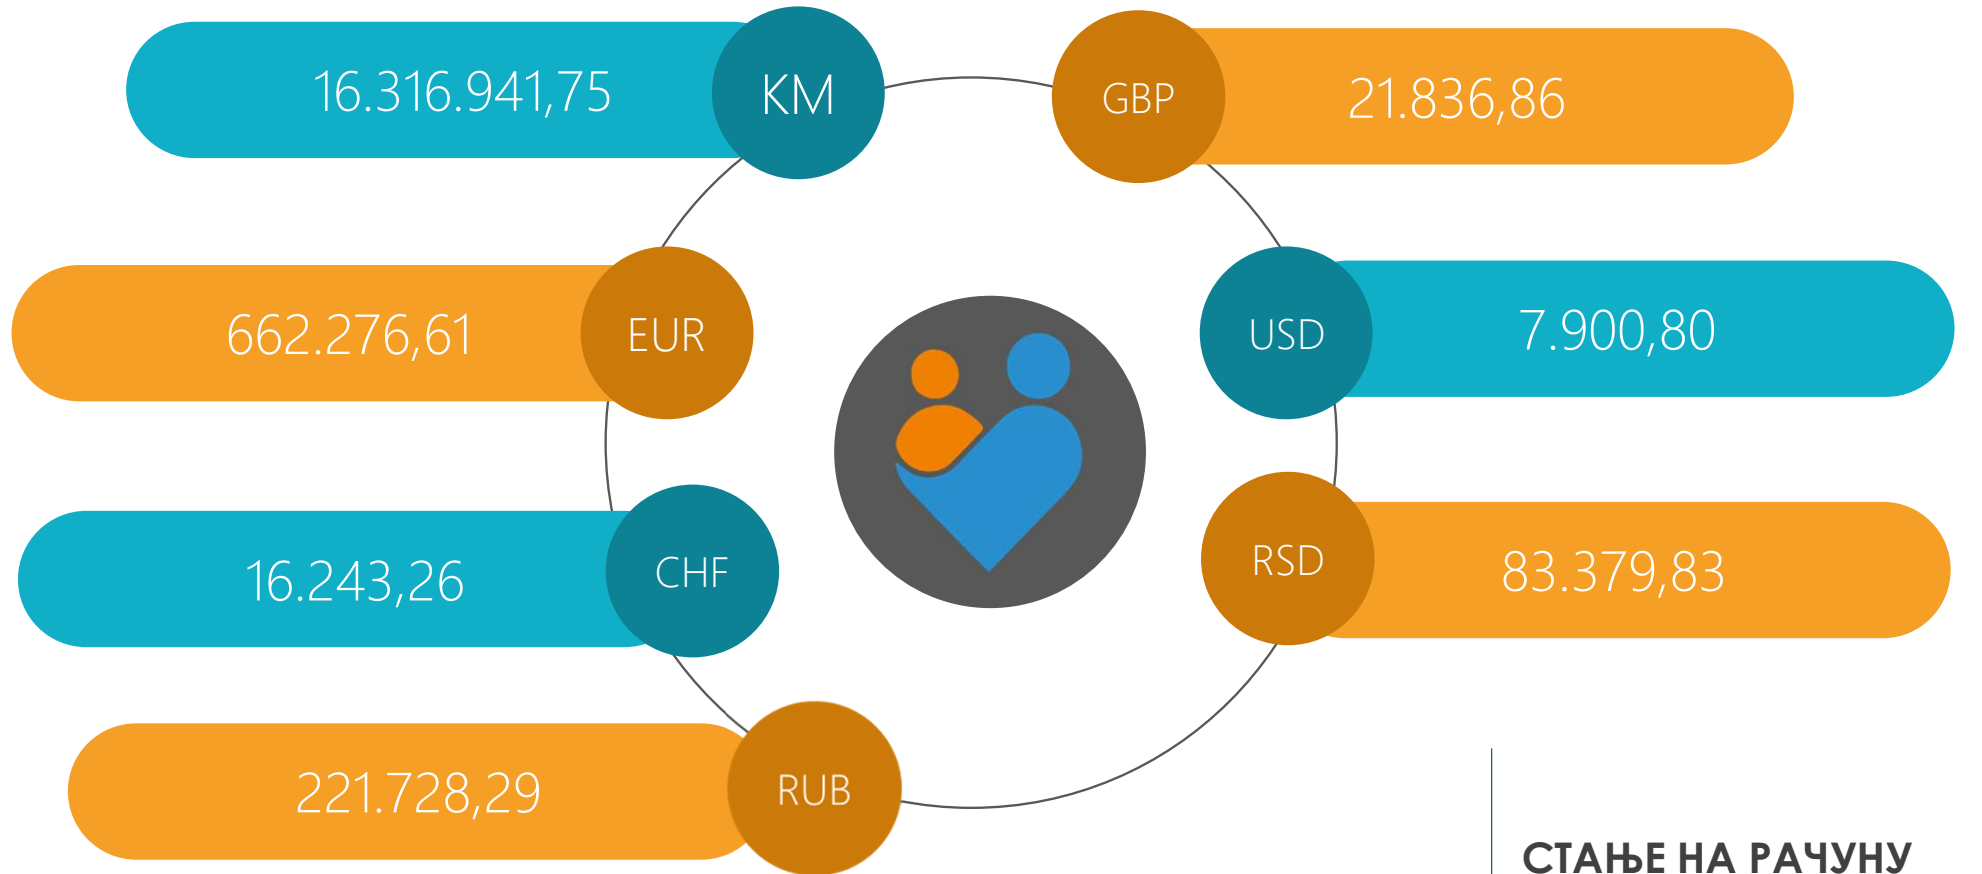 16.316.941,75
KM
GBP
21.836,86
662.276,61
EUR
USD
7.900,80
16.243,26
CHF
RSD
83.379,83
221.728,29
RUB
СТАЊЕ НА РАЧУНУ